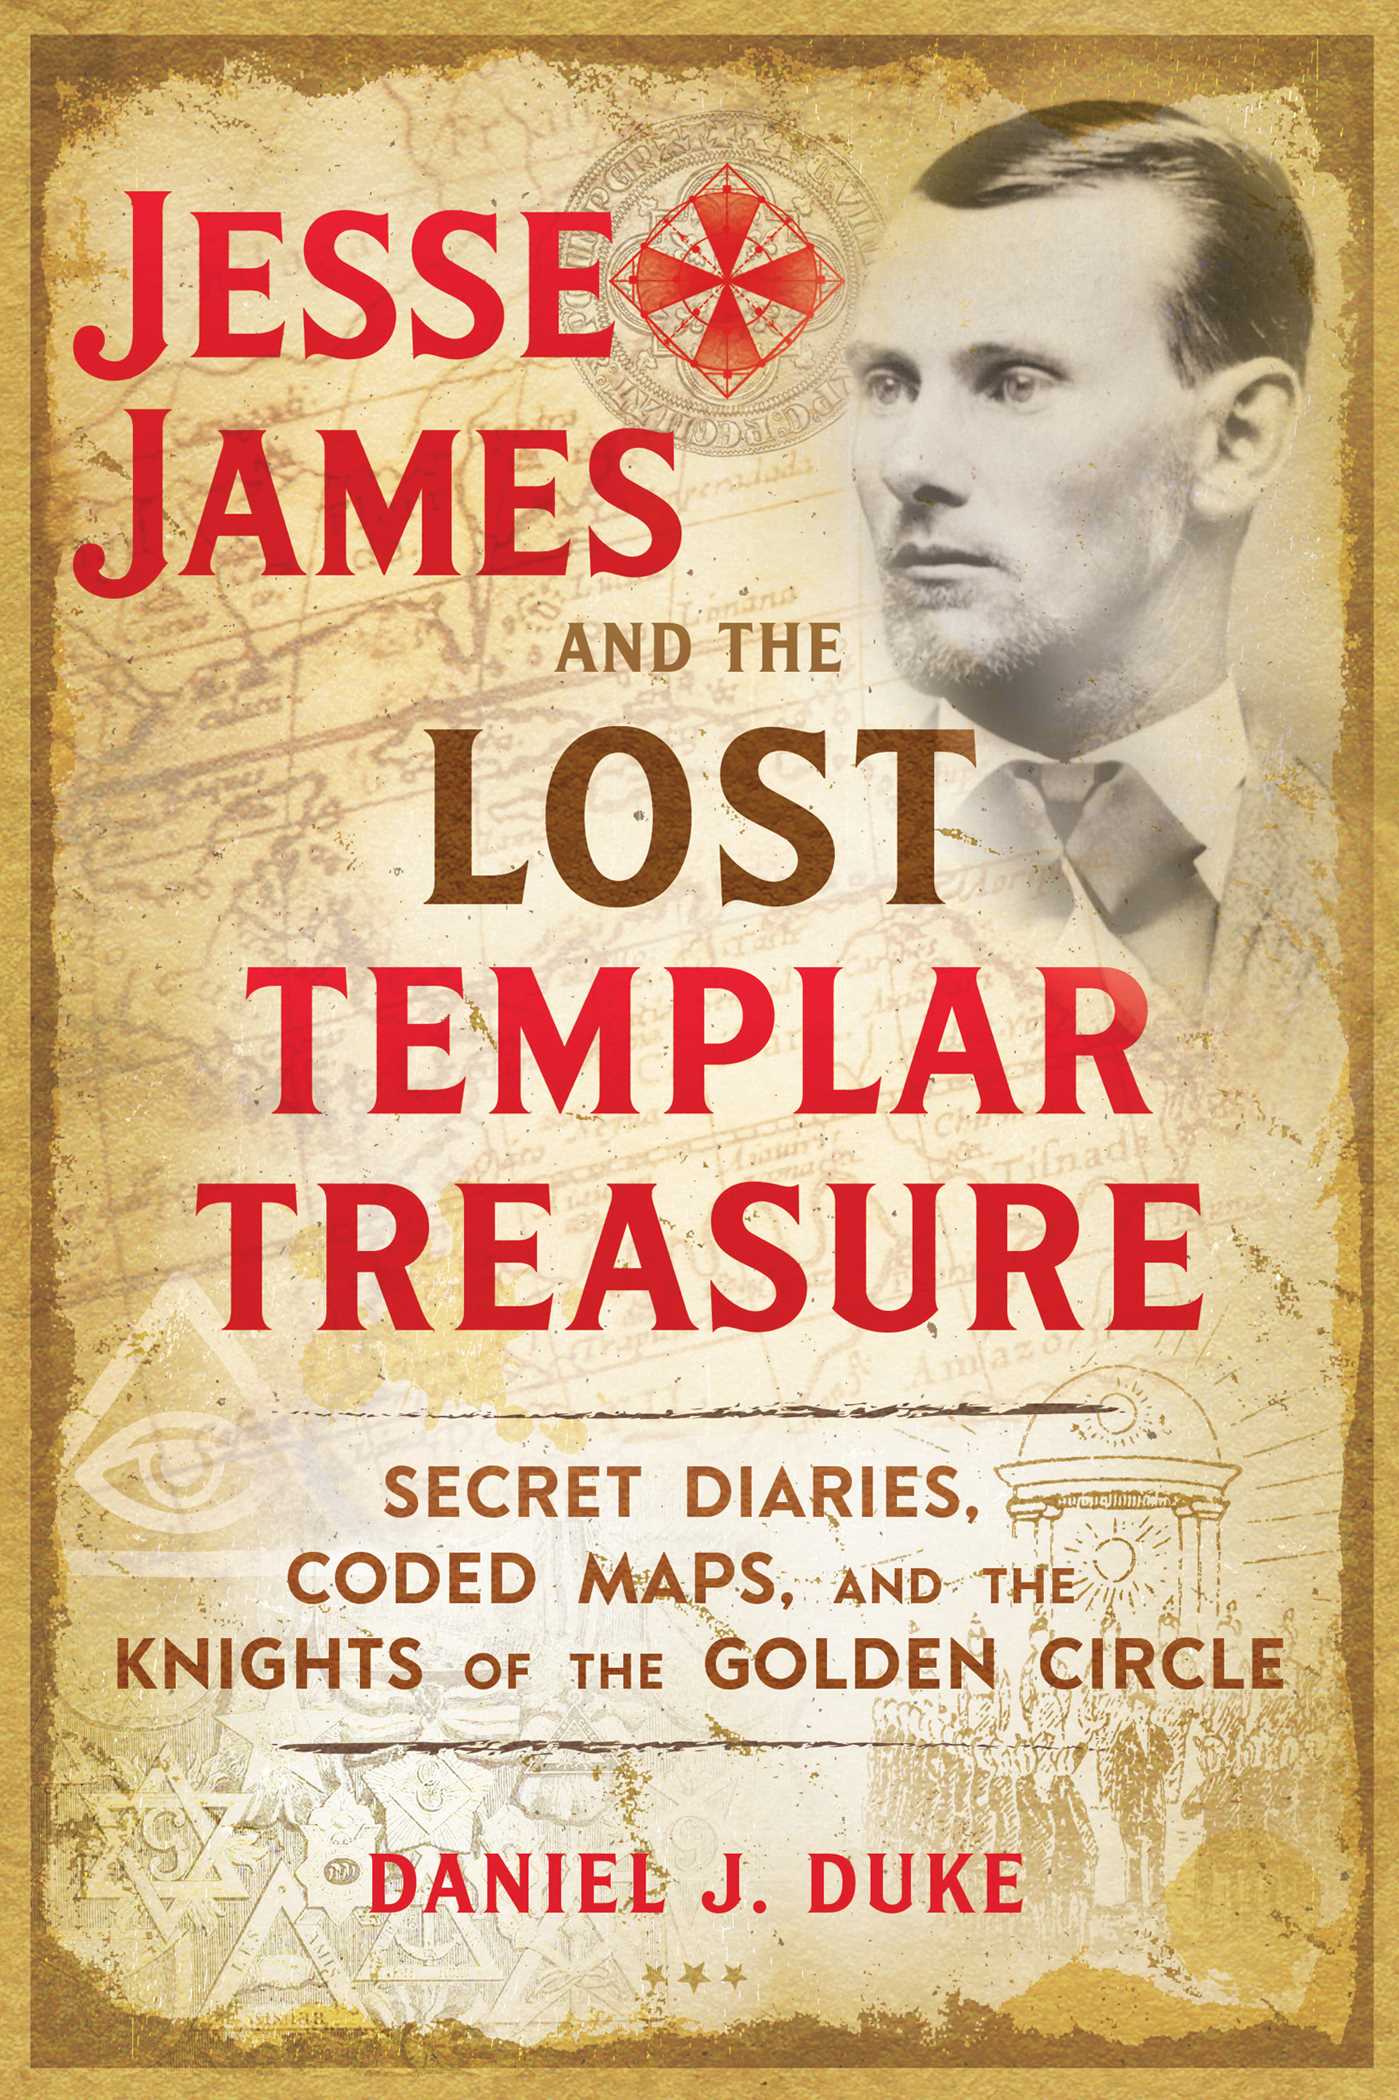 JESSE
JAMES
AND THE
LOST
TEMPLAR
TREASURE
SECRET DIARIES,
CODED MAPS, AND THE
KNIGHTS OF THE GOLDEN CIRCLE
DANIEL J. DUKE